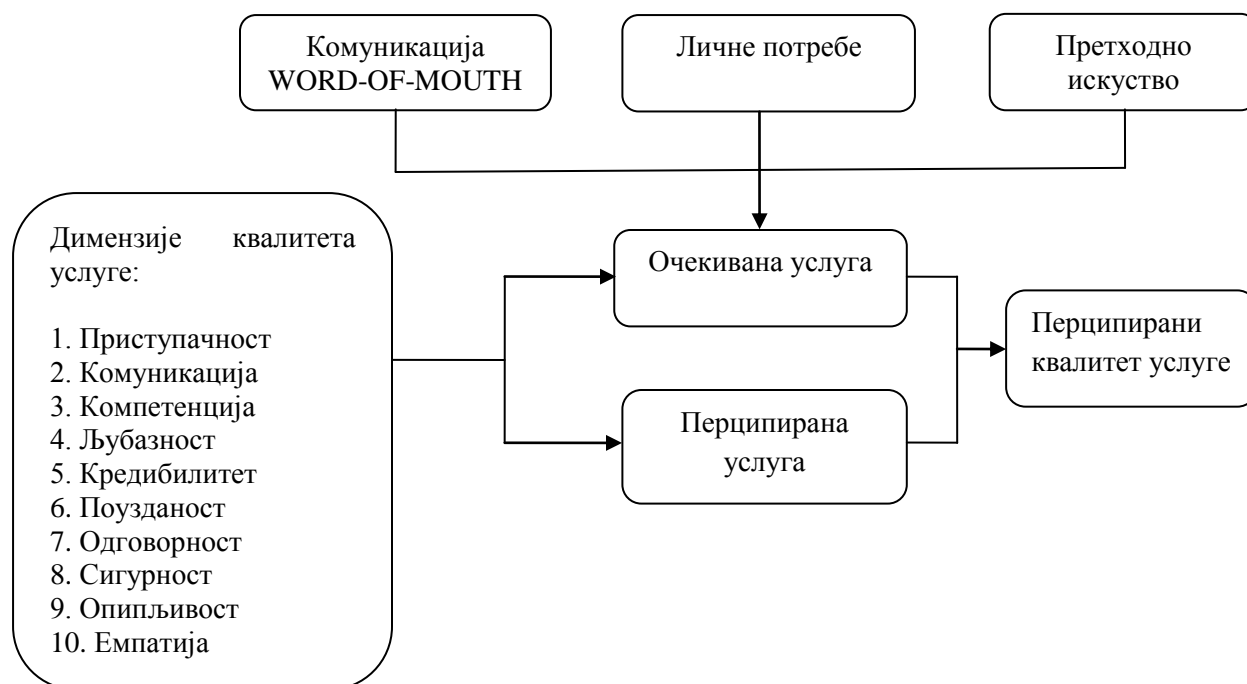 Комуникација
WORD-OF-MOUTH
Личне потребе
Претходно
искуство
Димензије квалитета
услуге:
1. Приступачност
2. Комуникација
3. Компетенција
4. Љубазност
5. Кредибилитет
6. Поузданост
7. Одговорност
8. Сигурност
9. Опипљивост
10. Емпатија
Очекивана услуга
Перципирана
услуга
Перципирани
квалитет услуге